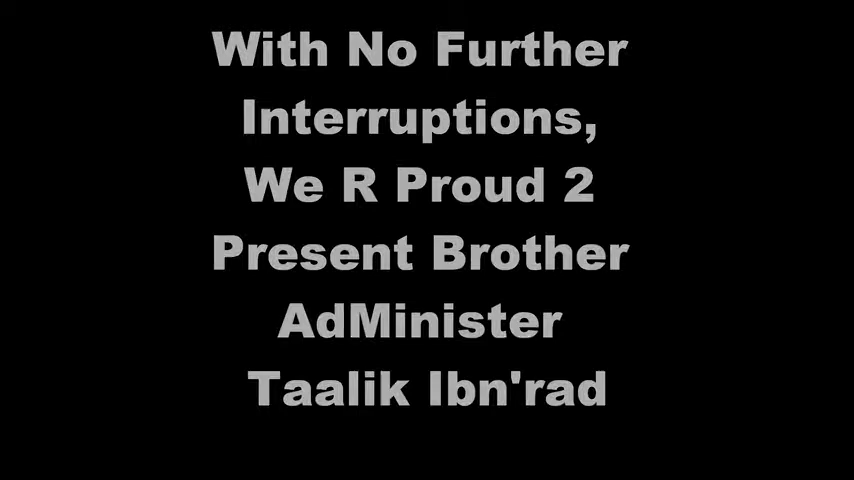 With No Further
Interruptions,
We R Proud 2
Present Brother
AdMinister
Taalik Ibn'rad